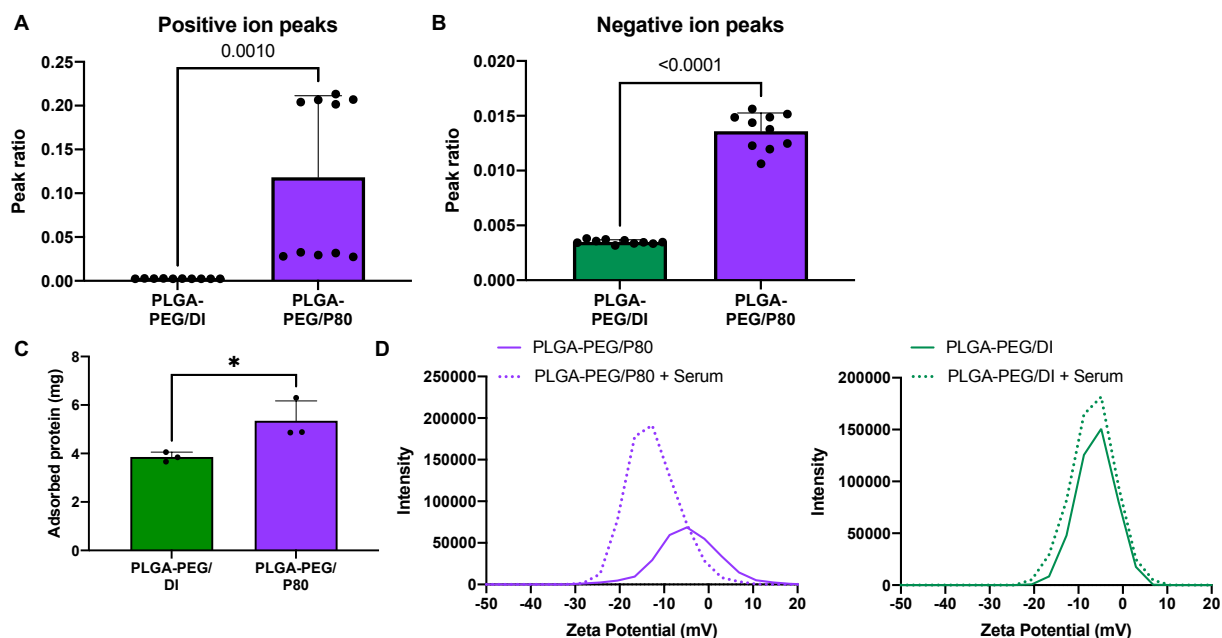 A
Positive ion peaks
0.0010
0.25
0.20
0.15
0.10
0.05
0.00
Peak ratio
PLGA-
PEG/DI
PLGA-
PEG/P80
B
Negative ion peaks
<0.0001
0.020
0.015
0.010
0.005
0.000
Peak ratio
PLGA-
PEG/DI
PLGA-
PEG/P80
C
*
8
6
4
2
0
Adsorbed protein (mg)
PLGA-PEG/
DI
PLGA-PEG/
P80
D
PLGA-PEG/P80
PLGA-PEG/P80 + Serum
250000
200000
150000
100000
50000
0
Intensity
-50 -40 -30 -20 -10 0 10 20
Zeta Potential (mV)
PLGA-PEG/DI
PLGA-PEG/DI + Serum
200000
150000
100000
50000
0
Intensity
-50 -40 -30 -20 -10 0 10 20
Zeta Potential (mV)